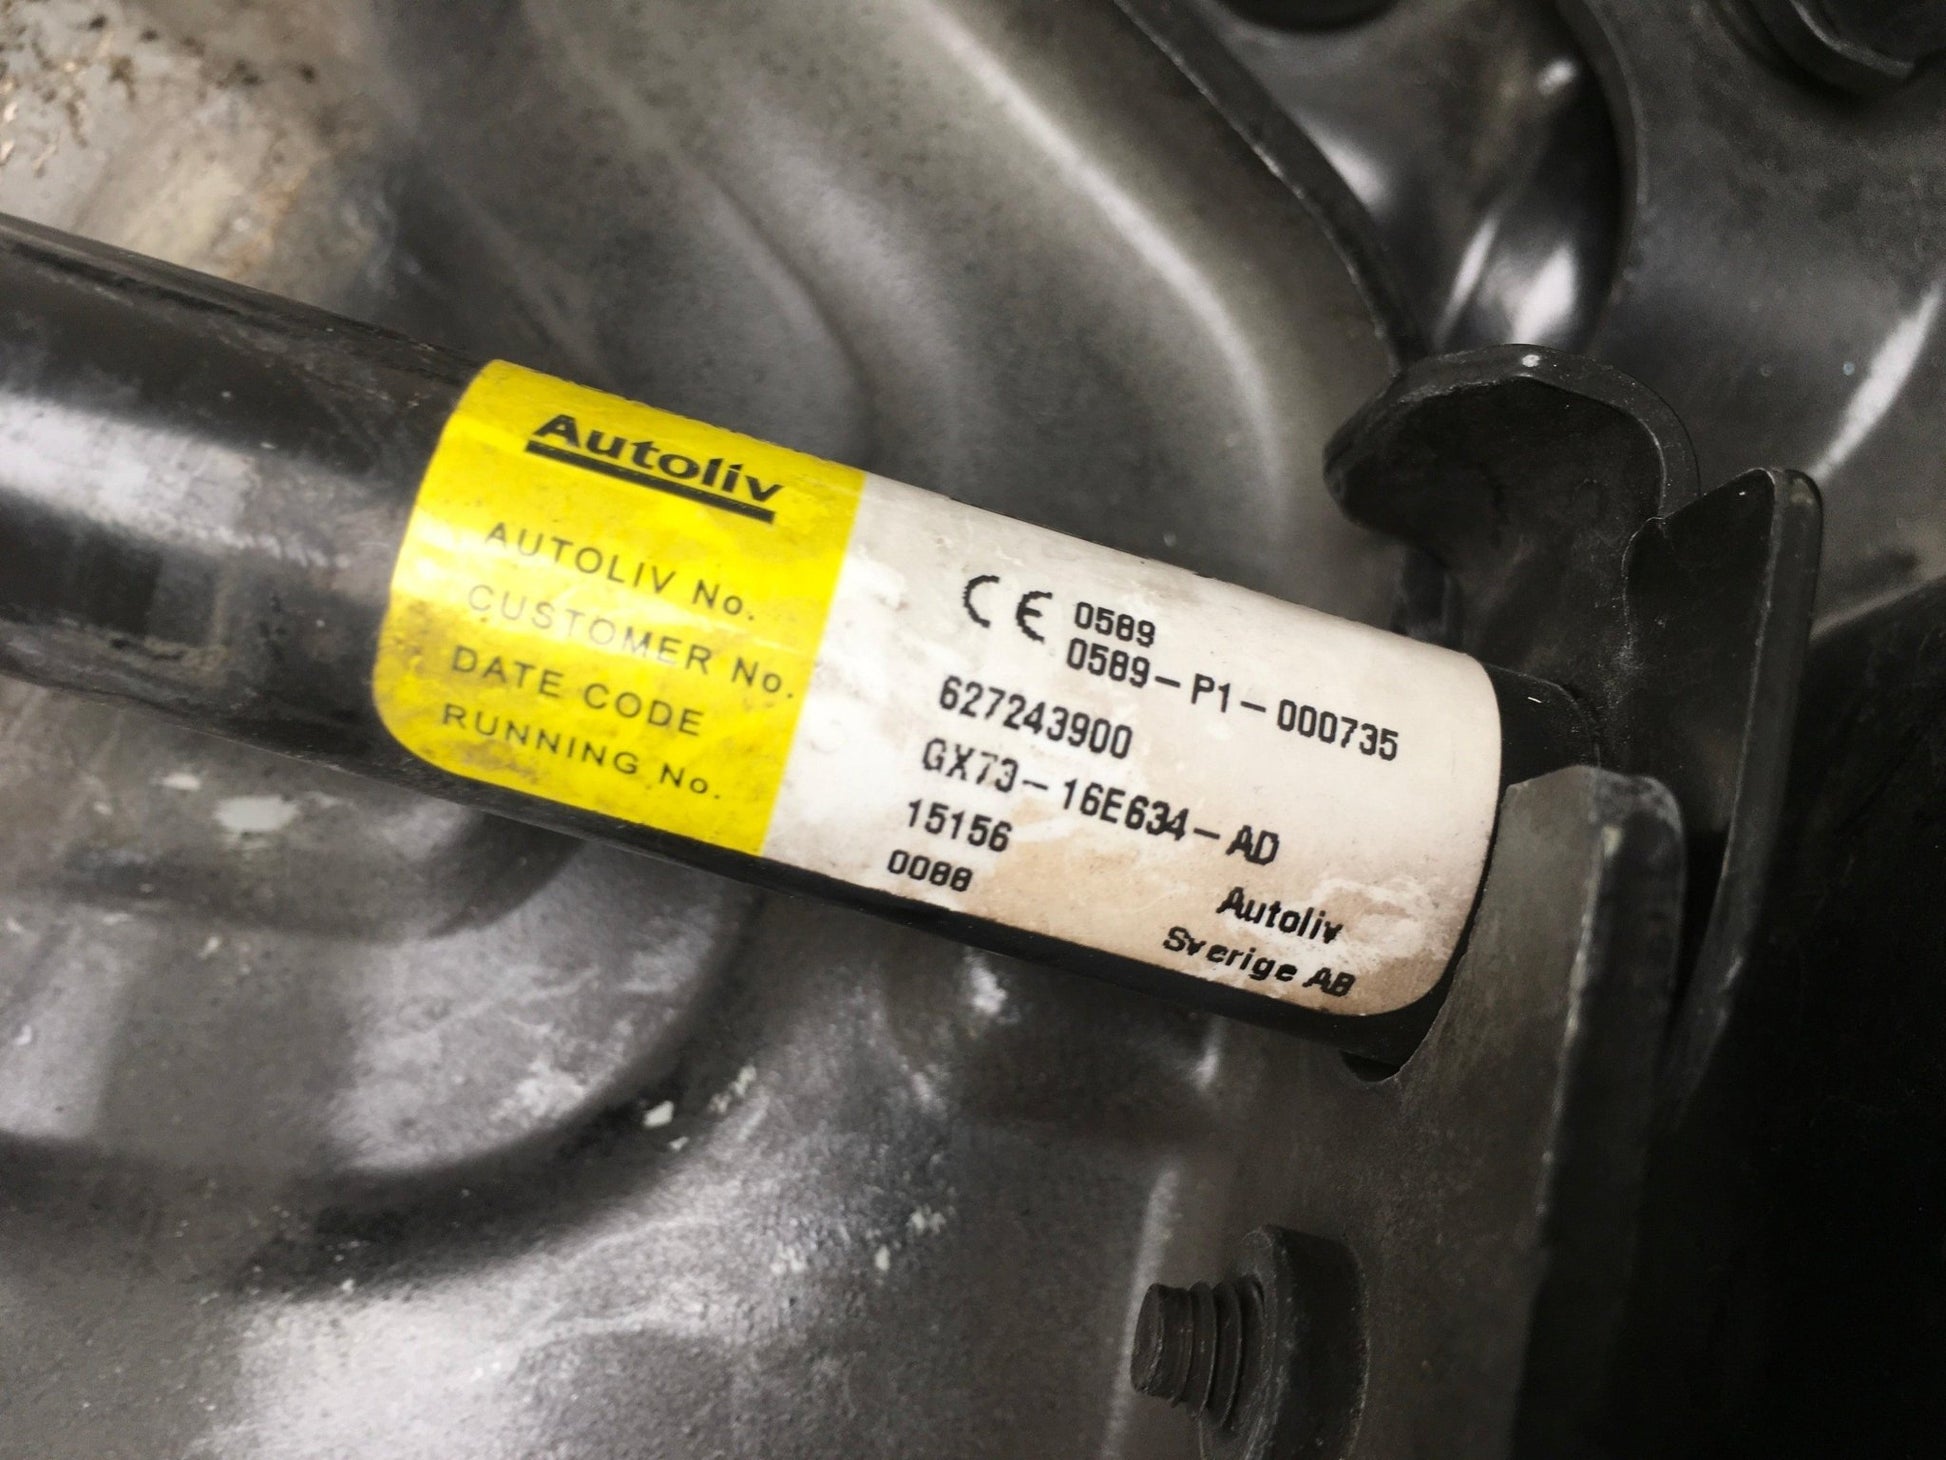 Autoliv
AUTOLIV No.
CUSTOMER No.
DATE CODE
RUNNING No.
CE 0589
0589-P1-000735
627243900
GX73-16E634-AD
15156
0088
Autoliv
Sverige AB